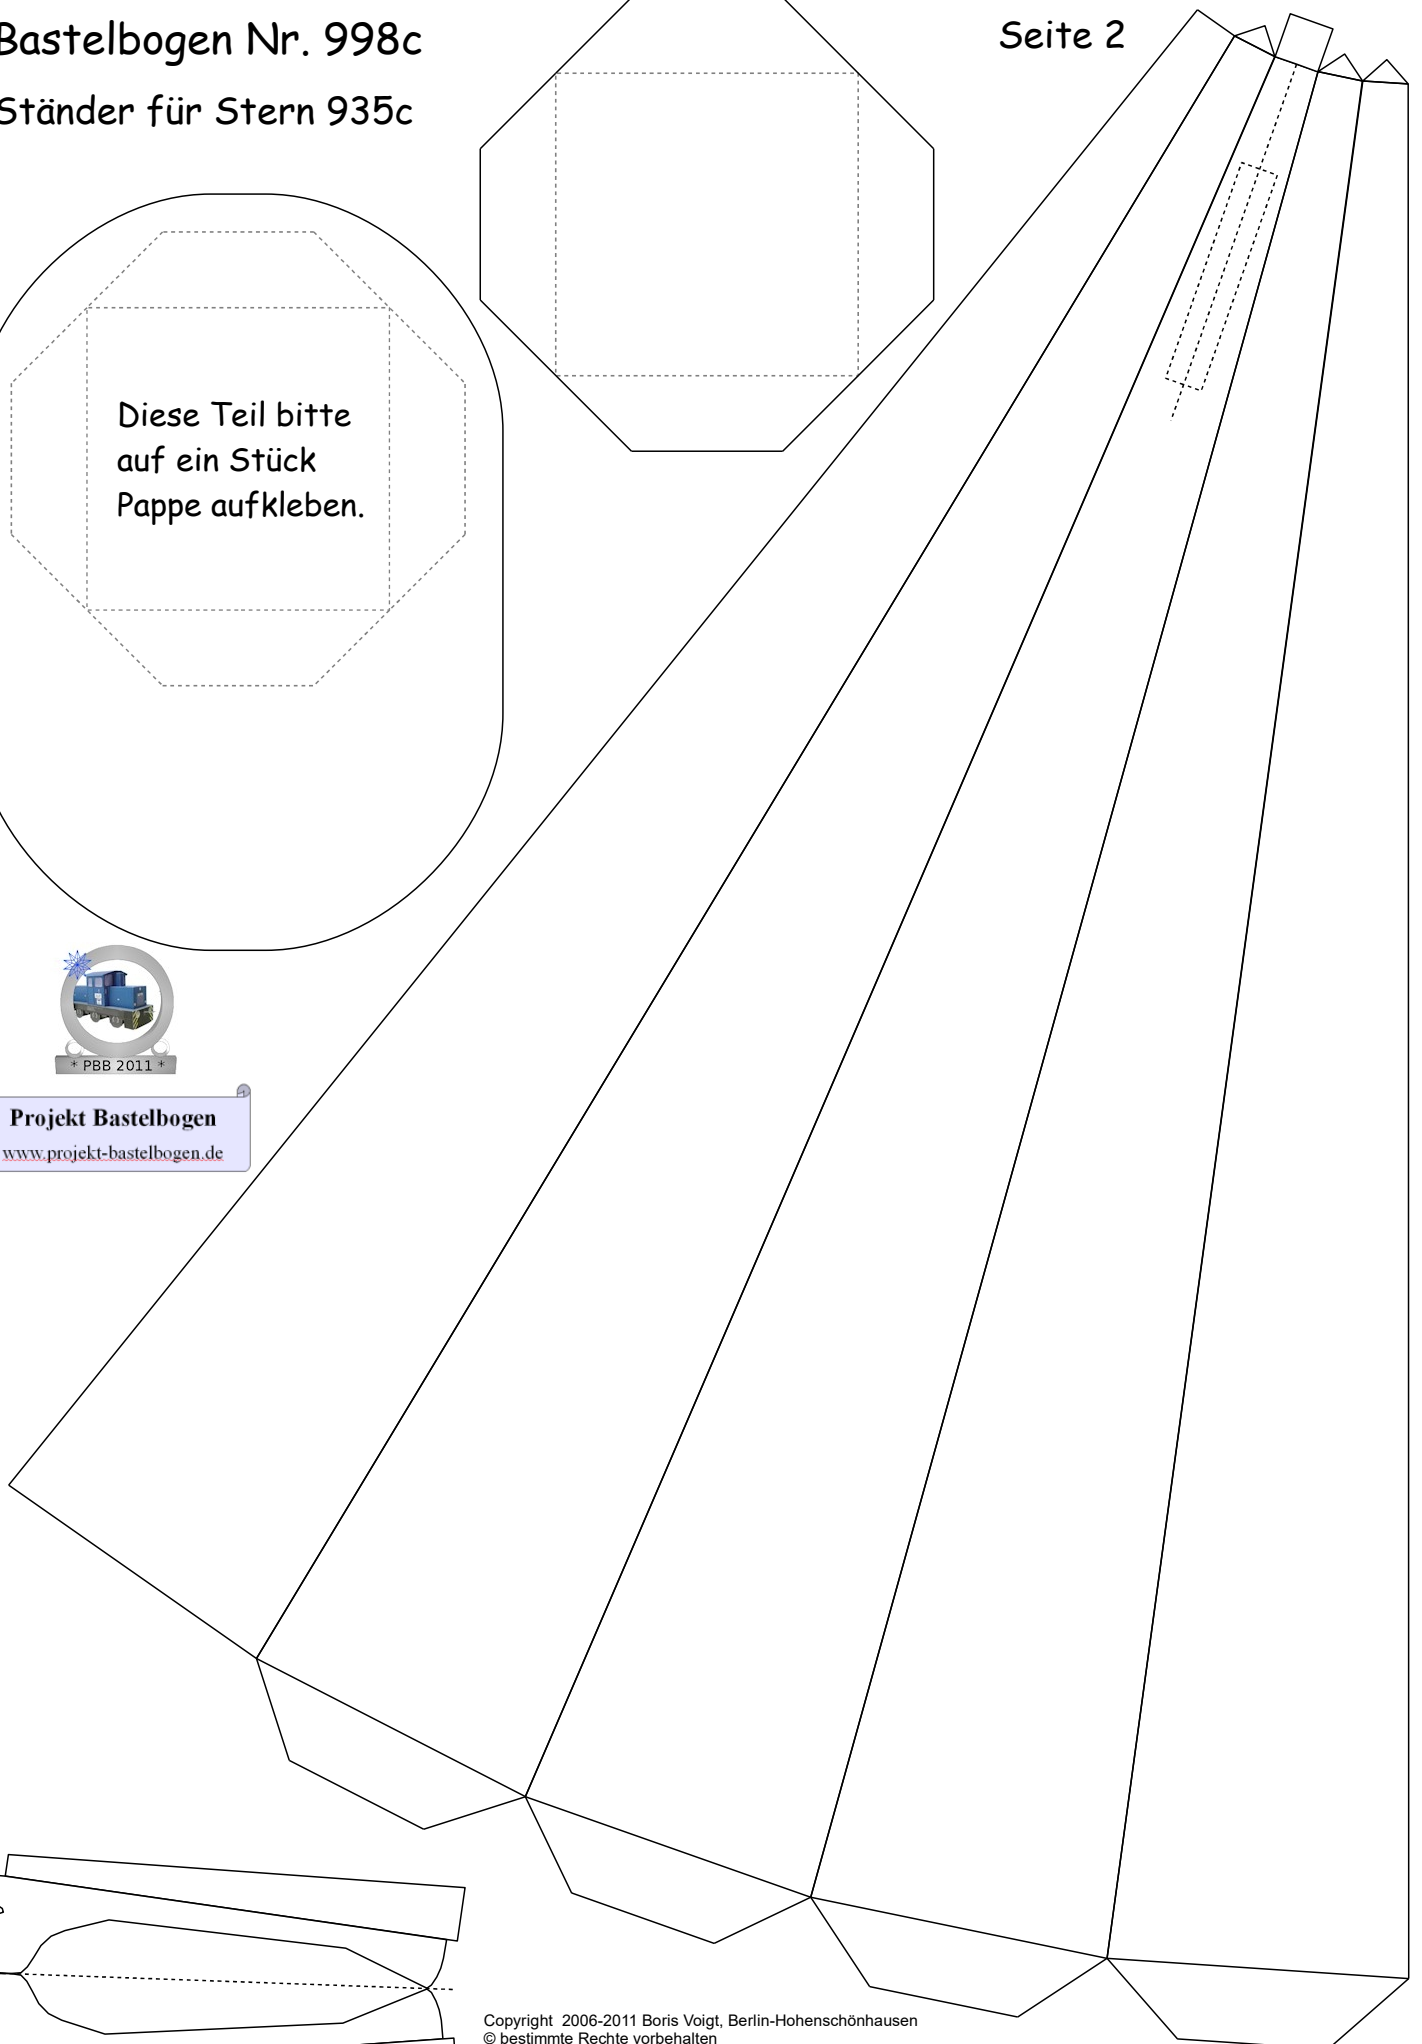 Bastelbogen Nr. 998c
Seite 2
Ständer für Stern 935c
Diese Teil bitte
auf ein Stück
Pappe aufkleben.
* PBB 2011 *
Projekt Bastelbogen
www.projekt-bastelbogen.de
Copyright 2006-2011 Boris Voigt, Berlin-Hohenschönhausen
© bestimmte Rechte vorbehalten